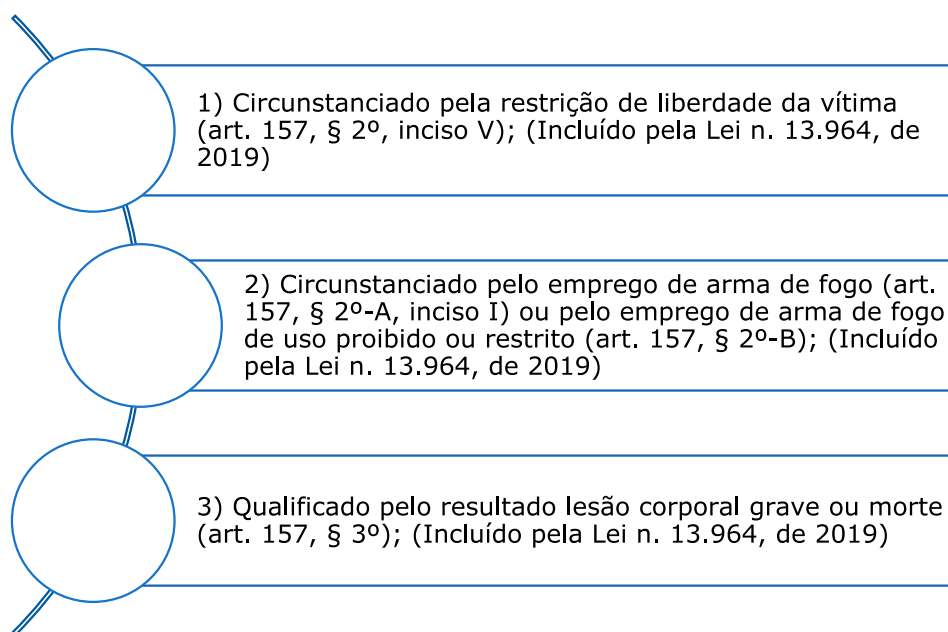 1) Circunstanciado pela restrição de liberdade da vítima
(art. 157, § 2º, inciso V); (Incluído pela Lei n. 13.964, de
2019)
2) Circunstanciado pelo emprego de arma de fogo (art.
157, § 2º-A, inciso I) ou pelo emprego de arma de fogo
de uso proibido ou restrito (art. 157, § 2º-B); (Incluído
pela Lei n. 13.964, de 2019)
3) Qualificado pelo resultado lesão corporal grave ou morte
(art. 157, § 3º); (Incluído pela Lei n. 13.964, de 2019)